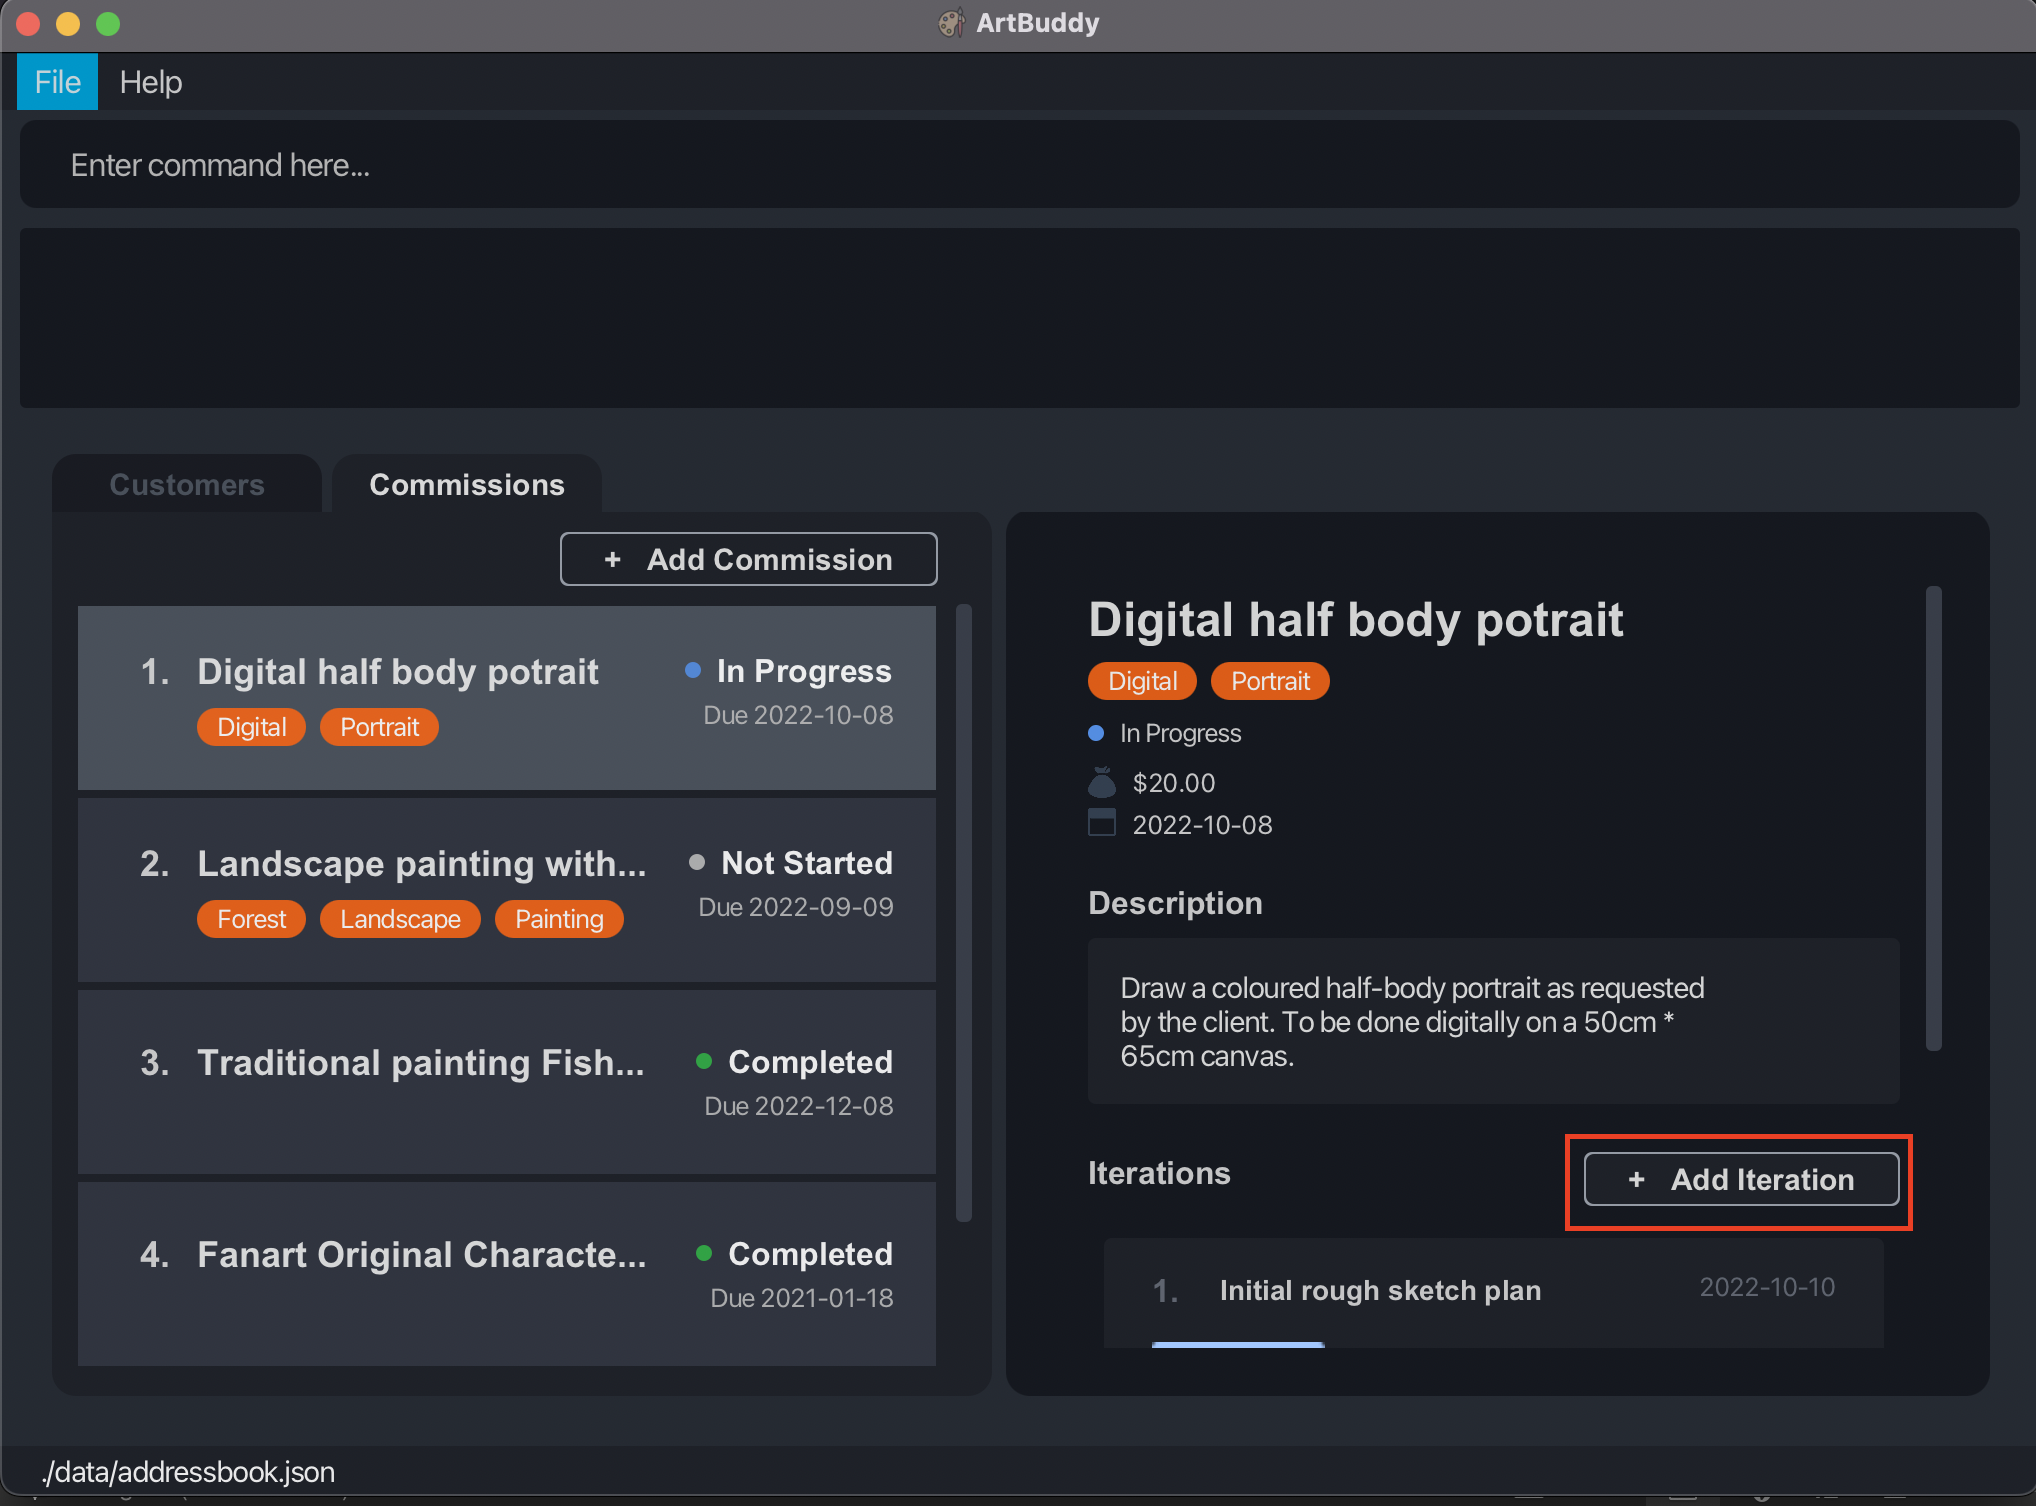 ArtBuddy
File Help
Enter command here...
Customers Commissions
+ Add Commission
1. Digital half body potrait
In Progress
Digital Portrait
Due 2022-10-08
2. Landscape painting with...
Not Started
Forest Landscape Painting
Due 2022-09-09
3. Traditional painting Fish...
Completed
Due 2022-12-08
4. Fanart Original Characte...
Completed
Due 2021-01-18
Digital half body potrait
Digital Portrait
In Progress
$20.00
2022-10-08
Description
Draw a coloured half-body portrait as requested
by the client. To be done digitally on a 50cm *
65cm canvas.
Iterations
+ Add Iteration
1. Initial rough sketch plan
2022-10-10
./data/addressbook.json